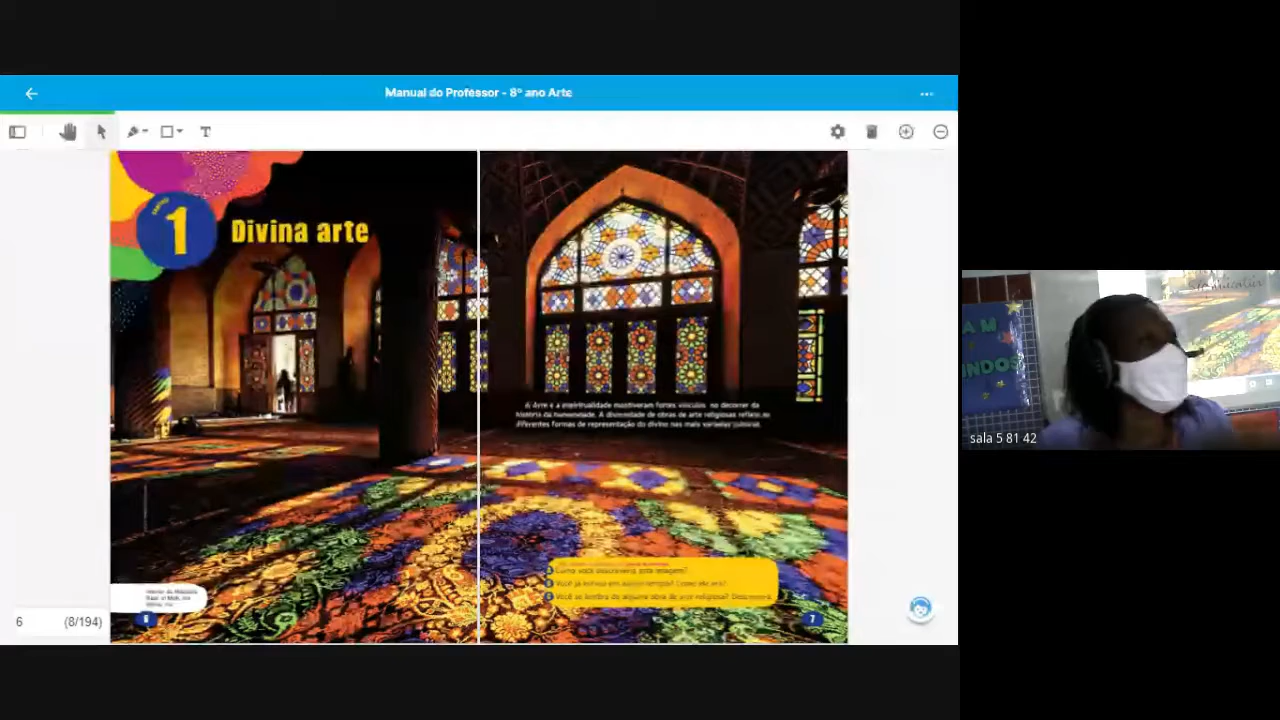 Manual do Professor - 8º ano Arte
1
Divina arte
A Arte e a espiritualidade mantiveram fortes vínculos no decorrer da
história da humanidade. A diversidade de obras de arte religiosas reflete as
diferentes formas de representação do divino nas mais variadas culturas.
Como você descreveria esta imagem?
Você já esteve em algum templo? Como ele era?
Você se lembra de alguma obra de arte religiosa? Descreva-a.
7
6
(8/194)
AM
INDOS
sala 5 81 42